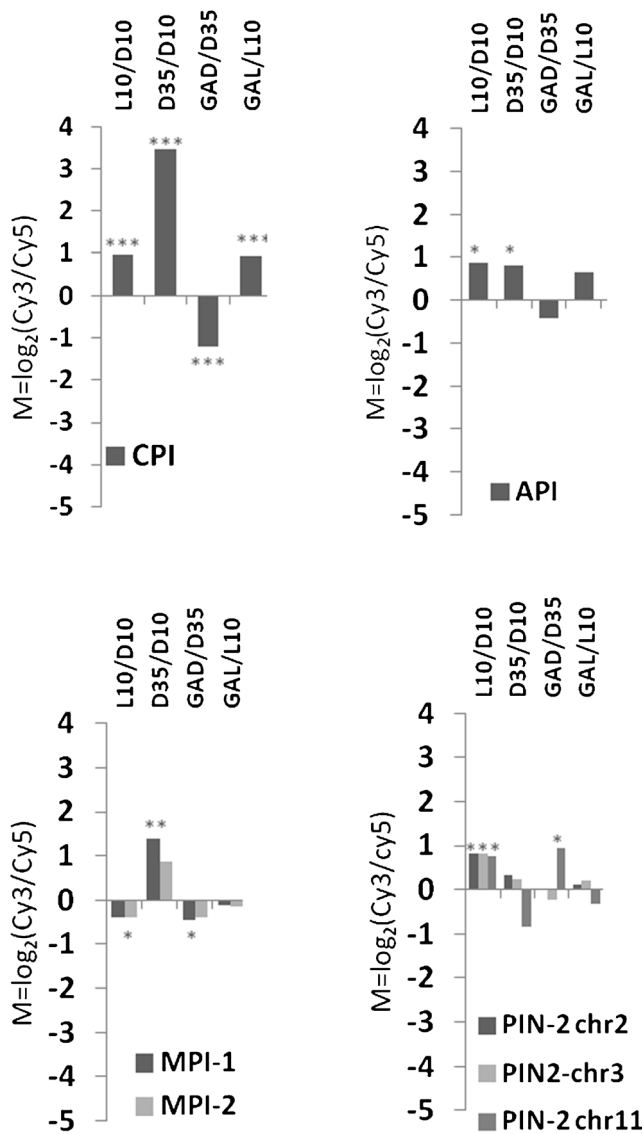 L10/D10
D35/D10
GAD/D35
GAL/L10
4
3
2
1
0
-1
-2
-3
-4
-5
M=log₂(Cy3/Cy5)
***
***
***
***
CPI
L10/D10
D35/D10
GAD/D35
GAL/L10
4
3
2
1
0
-1
-2
-3
-4
-5
M=log₂(Cy3/Cy5)
*
*
API
L10/D10
D35/D10
GAD/D35
GAL/L10
4
3
2
1
0
-1
-2
-3
-4
-5
M=log₂(Cy3/Cy5)
**
*
*
MPI-1
MPI-2
L10/D10
D35/D10
GAD/D35
GAL/L10
4
3
2
1
0
-1
-2
-3
-4
-5
M=log₂(Cy3/cy5)
***
*
PIN-2 chr2
PIN2-chr3
PIN-2 chr11